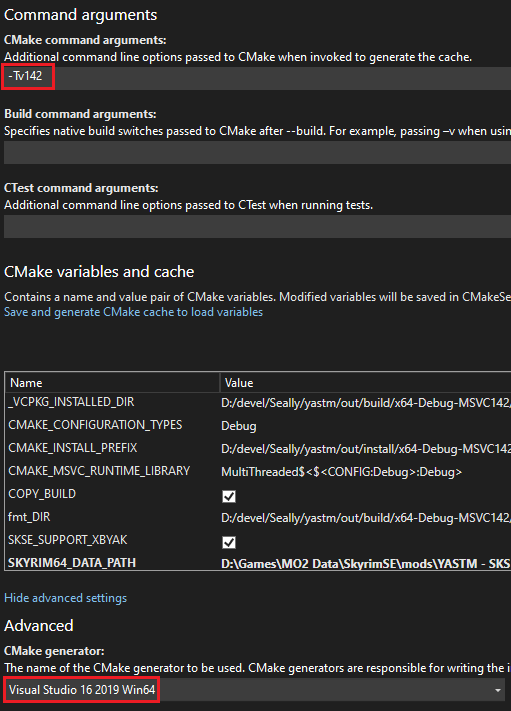 Command arguments
CMake command arguments:
Additional command line options passed to CMake when invoked to generate the cache.
-Tv142
Build command arguments:
Specifies native build switches passed to CMake after --build. For example, passing –v when usin
CTest command arguments:
Additional command line options passed to CTest when running tests.
CMake variables and cache
Contains a name and value pair of CMake variables. Modified variables will be saved in CMakeSe
Save and generate CMake cache to load variables
Name Value
_VCPKG_INSTALLED_DIR D:/devel/Seally/yastm/out/build/x64-Debug-MSVC142/
CMAKE_CONFIGURATION_TYPES Debug
CMAKE_INSTALL_PREFIX D:/devel/Seally/yastm/out/install/x64-Debug-MSVC142
CMAKE_MSVC_RUNTIME_LIBRARY MultiThreaded$<$<CONFIG:Debug>:Debug>
COPY_BUILD
fmt_DIR D:/devel/Seally/yastm/out/build/x64-Debug-MSVC142/
SKSE_SUPPORT_XBYAK
SKYRIM64_DATA_PATH D:\Games\MO2 Data\SkyrimSE\mods\YASTM - SKS
Hide advanced settings
Advanced
CMake generator:
The name of the CMake generator to be used. CMake generators are responsible for writing the i
Visual Studio 16 2019 Win64